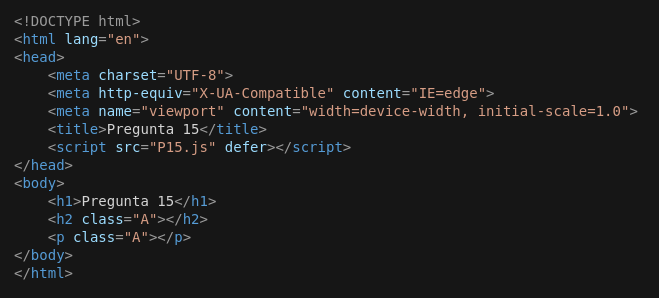 <!DOCTYPE html>
<html lang="en">
<head>
    <meta charset="UTF-8">
    <meta http-equiv="X-UA-Compatible" content="IE=edge">
    <meta name="viewport" content="width=device-width, initial-scale=1.0">
    <title>Pregunta 15</title>
    <script src="P15.js" defer></script>
</head>
<body>
    <h1>Pregunta 15</h1>
    <h2 class="A"></h2>
    <p class="A"></p>
</body>
</html>